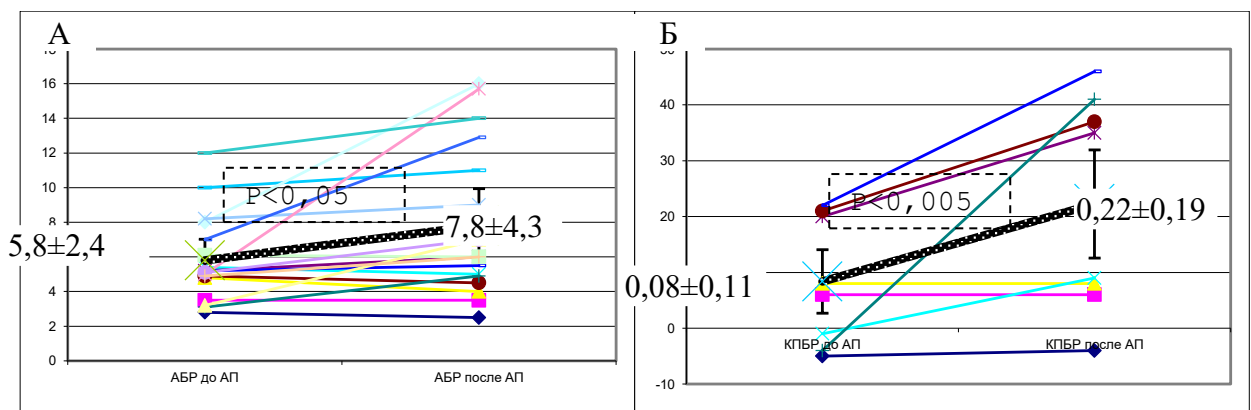 А
18
16
14
12
10
8
6
4
2
0
P<0,05
5,8±2,4
7,8±4,3
АБР до АП
АБР после АП
Б
50
40
30
20
10
0
-10
P<0,005
0,08±0,11
0,22±0,19
КПБР до АП
КПБР после АП